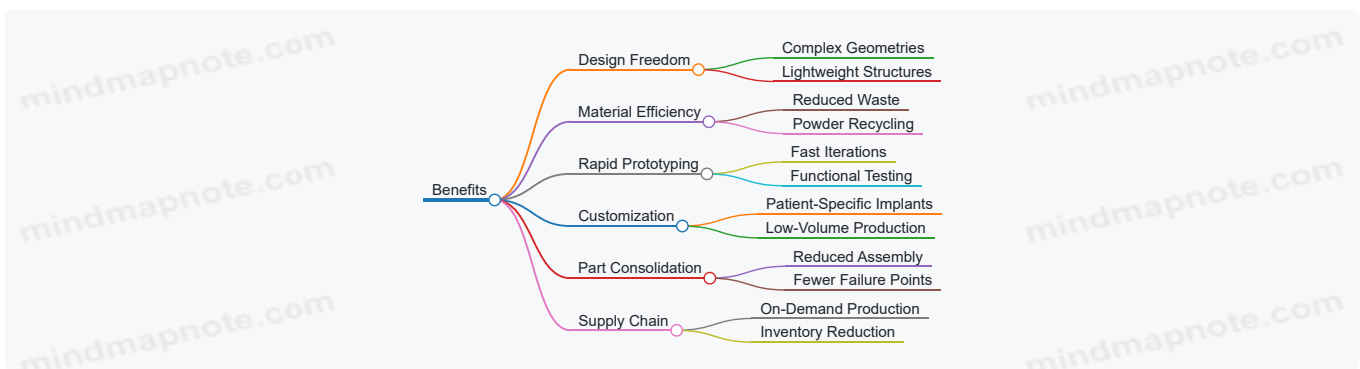 Benefits
Design Freedom
Complex Geometries
Lightweight Structures
Material Efficiency
Reduced Waste
Powder Recycling
Rapid Prototyping
Fast Iterations
Functional Testing
Customization
Patient-Specific Implants
Low-Volume Production
Part Consolidation
Reduced Assembly
Fewer Failure Points
Supply Chain
On-Demand Production
Inventory Reduction
mindmapnote.com
mindmapnote.com
mindmapnote.com
mindmapnote.com
mindmapnote.com
mindmapnote.com